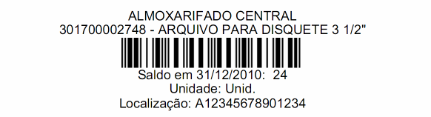 ALMOXARIFADO CENTRAL
301700002748 - ARQUIVO PARA DISQUETE 3 1/2"
Saldo em 31/12/2010: 24
Unidade: Unid.
Localização: A12345678901234